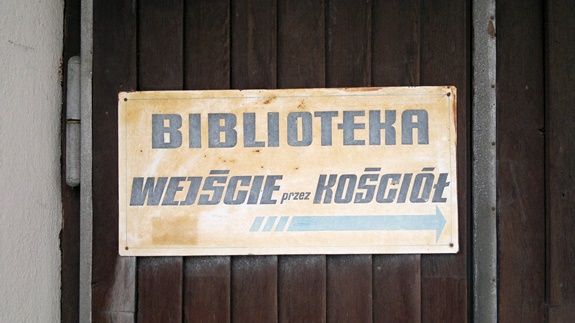 BIBLIOTEKA
WEJŚCIE przez KOŚCIÓŁ